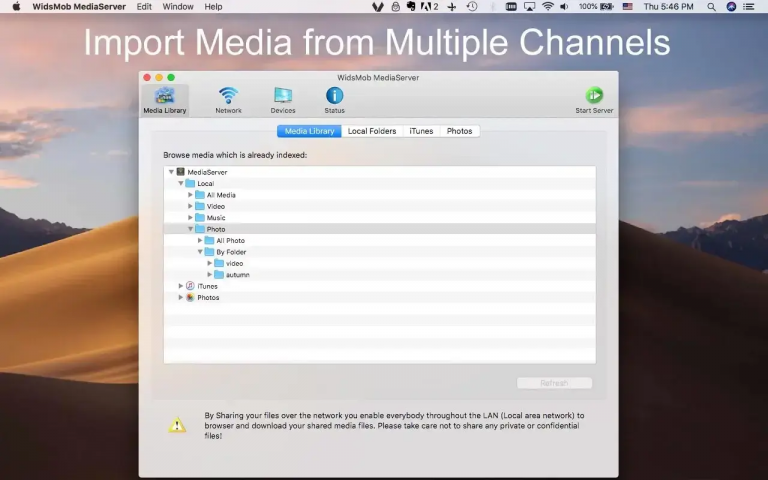 WidsMob MediaServer Edit Window Help 2 100% Thu 5:46 PM
Import Media from Multiple Channels
WidsMob MediaServer
Media Library Network Devices Status Start Server
Media Library Local Folders iTunes Photos
Browse media which is already indexed:
MediaServer
Local
All Media
Video
Music
Photo
All Photo
By Folder
video
autumn
iTunes
Photos
Refresh
By Sharing your files over the network you enable everybody throughout the LAN (Local area network) to
browser and download your shared media files. Please take care not to share any private or confidential
files!